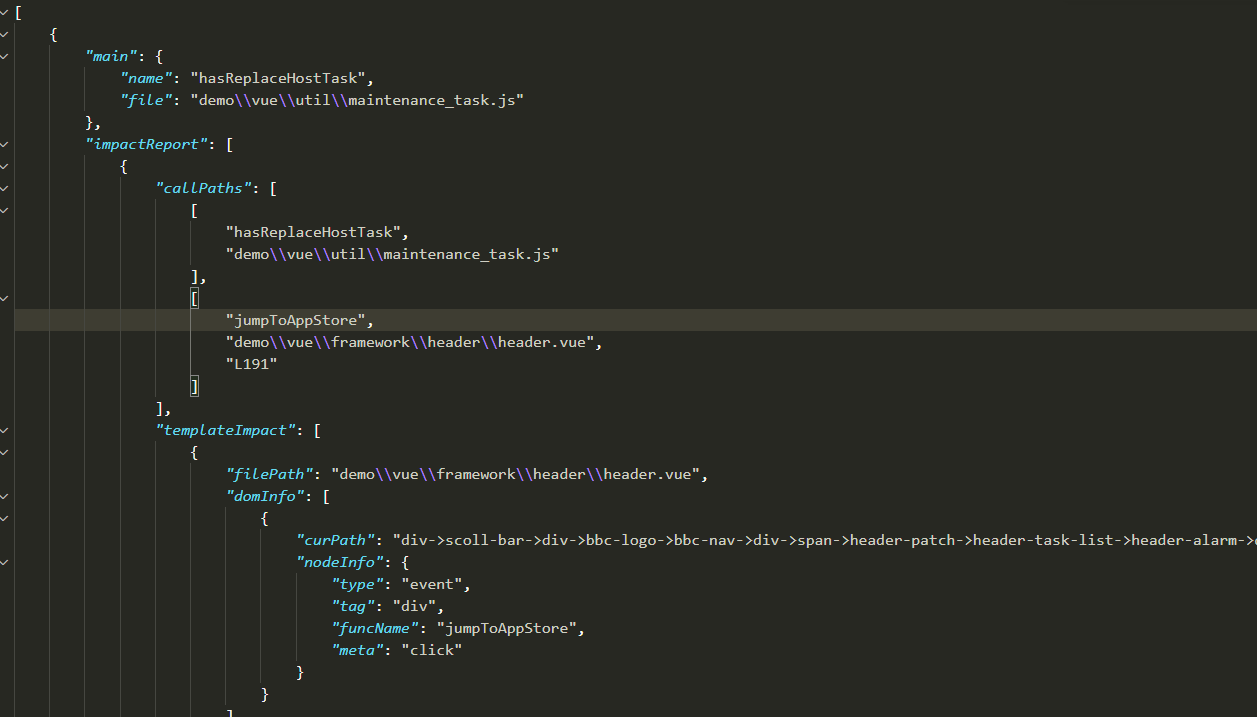 [
{
"main": {
"name": "hasReplaceHostTask",
"file": "demo\\vue\\util\\maintenance_task.js"
},
"impactReport": [
{
"callPaths": [
[
"hasReplaceHostTask",
"demo\\vue\\util\\maintenance_task.js"
],
[
"jumpToAppStore",
"demo\\vue\\framework\\header\\header.vue",
"L191"
]
],
"templateImpact": [
{
"filePath": "demo\\vue\\framework\\header\\header.vue",
"domInfo": [
{
"curPath": "div->scoll-bar->div->bbc-logo->bbc-nav->div->span->header-patch->header-task-list->header-alarm->
"nodeInfo": {
"type": "event",
"tag": "div",
"funcName": "jumpToAppStore",
"meta": "click"
}
}
]